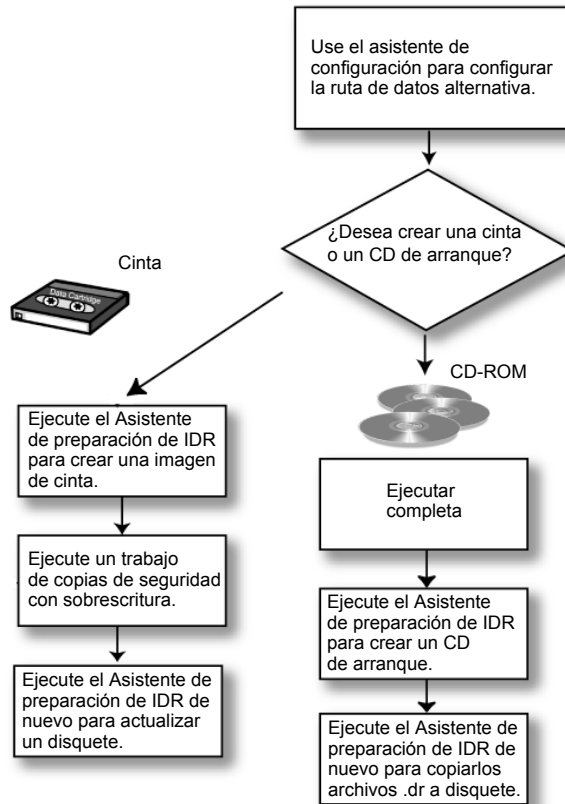 Use el asistente de
configuración para configurar
la ruta de datos alternativa.
¿Desea crear una cinta
o un CD de arranque?
Cinta
Data Cartridge
CD-ROM
Ejecute el Asistente
de preparación de IDR
para crear una imagen
de cinta.
Ejecute un trabajo
de copias de seguridad
con sobrescritura.
Ejecute el Asistente de
preparación de IDR de
nuevo para actualizar
un disquete.
Ejecutar
completa
Ejecute el Asistente
de preparación de IDR
para crear un CD
de arranque.
Ejecute el Asistente de
preparación de IDR de
nuevo para copiarlos
archivos .dr a disquete.